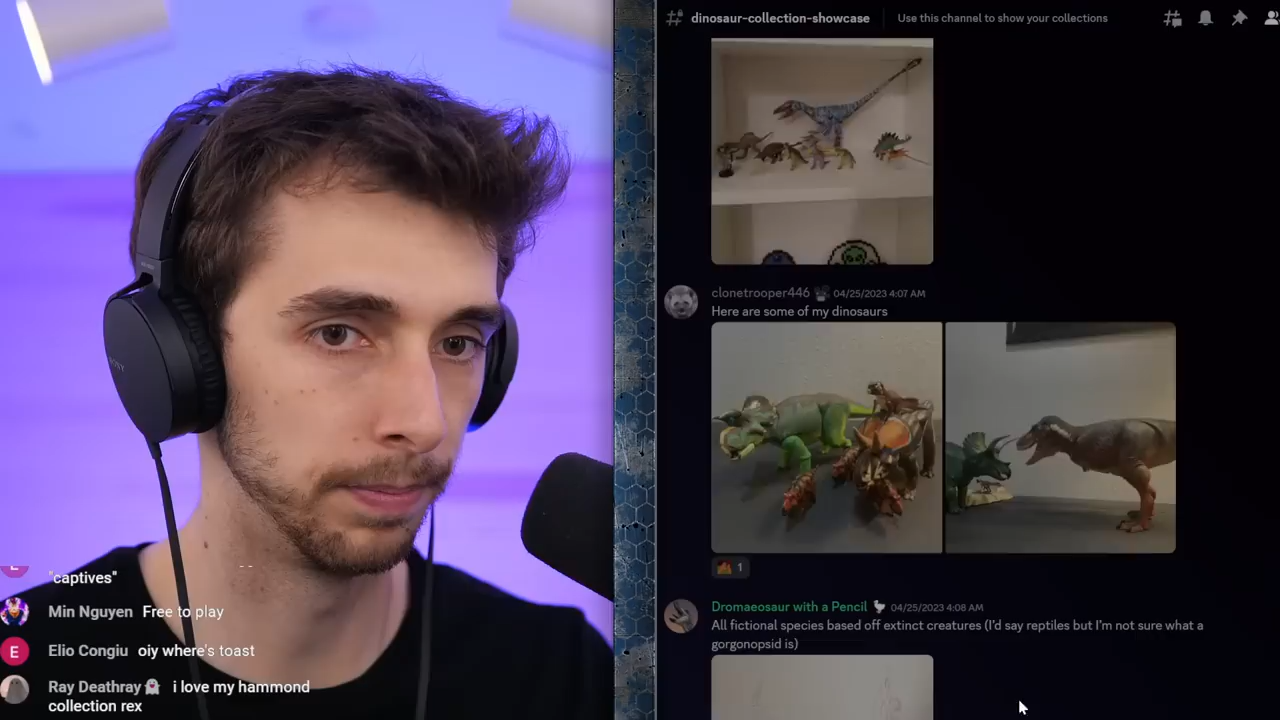 dinosaur-collection-showcase
Use this channel to show your collections
clonetrooper446
04/25/2023 4:07 AM
Here are some of my dinosaurs
1
Dromaeosaur with a Pencil
04/25/2023 4:08 AM
All fictional species based off extinct creatures (I'd say reptiles but I'm not sure what a
gorgonopsid is)
SONY
E
"captives"
Min Nguyen Free to play
E
Elio Congiu oiy where's toast
Ray Deathray i love my hammond
collection rex